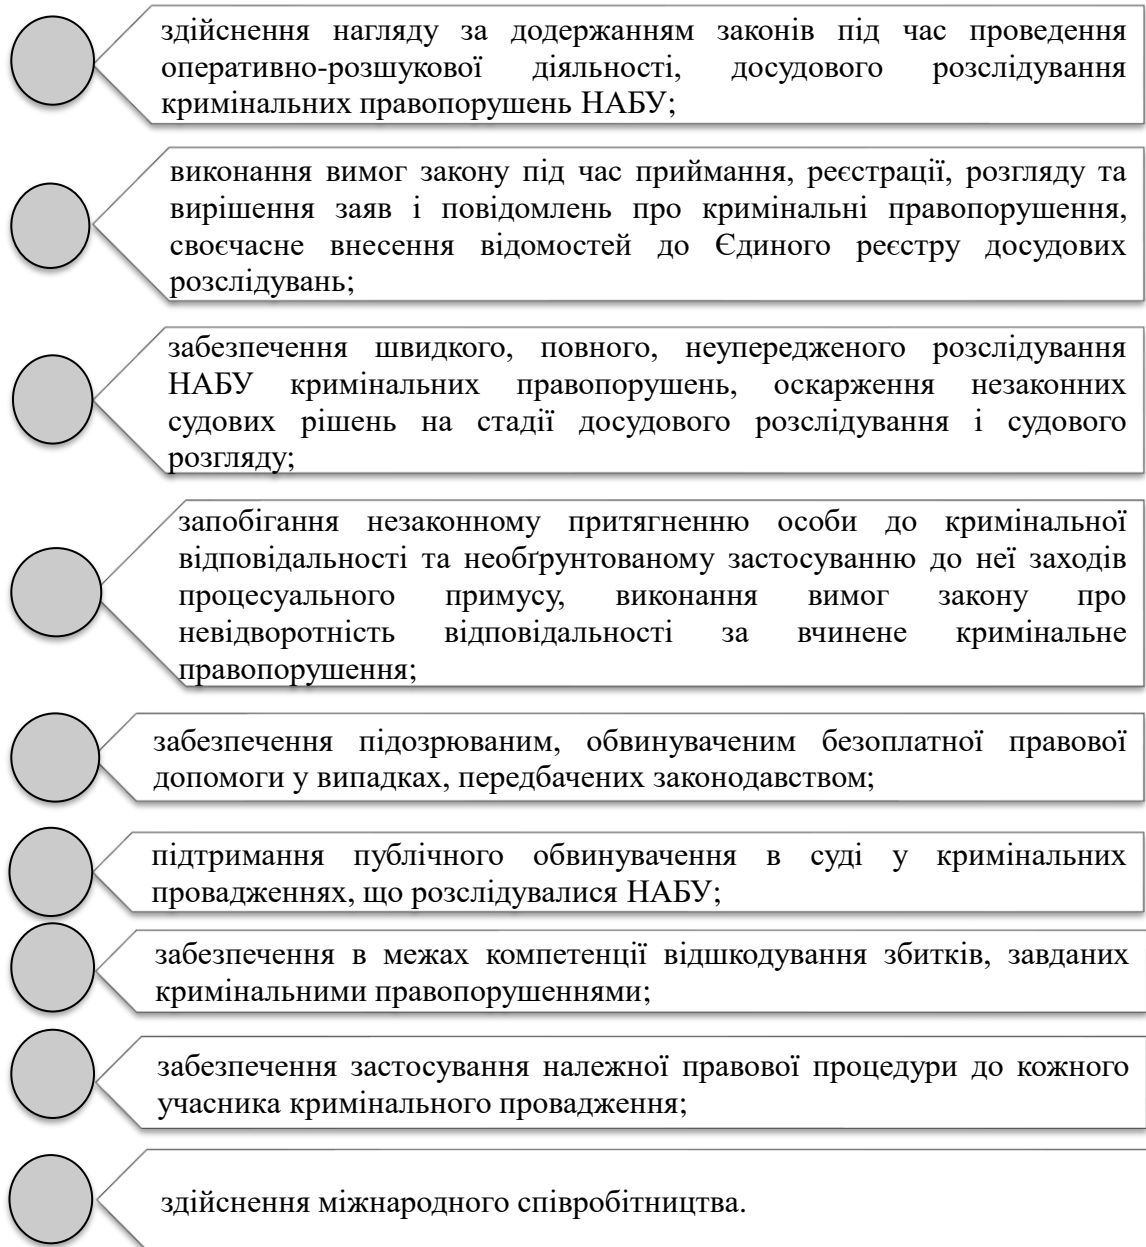 здійснення нагляду за додержанням законів під час проведення
оперативно-розшукової діяльності, досудового розслідування
кримінальних правопорушень НАБУ;
виконання вимог закону під час приймання, реєстрації, розгляду та
вирішення заяв і повідомлень про кримінальні правопорушення,
своєчасне внесення відомостей до Єдиного реєстру досудових
розслідувань;
забезпечення швидкого, повного, неупередженого розслідування
НАБУ кримінальних правопорушень, оскарження незаконних
судових рішень на стадії досудового розслідування і судового
розгляду;
запобігання незаконному притягненню особи до кримінальної
відповідальності та необґрунтованому застосуванню до неї заходів
процесуального примусу, виконання вимог закону про
невідворотність відповідальності за вчинене кримінальне
правопорушення;
забезпечення підозрюваним, обвинуваченим безоплатної правової
допомоги у випадках, передбачених законодавством;
підтримання публічного обвинувачення в суді у кримінальних
провадженнях, що розслідувалися НАБУ;
забезпечення в межах компетенції відшкодування збитків, завданих
кримінальними правопорушеннями;
забезпечення застосування належної правової процедури до кожного
учасника кримінального провадження;
здійснення міжнародного співробітництва.